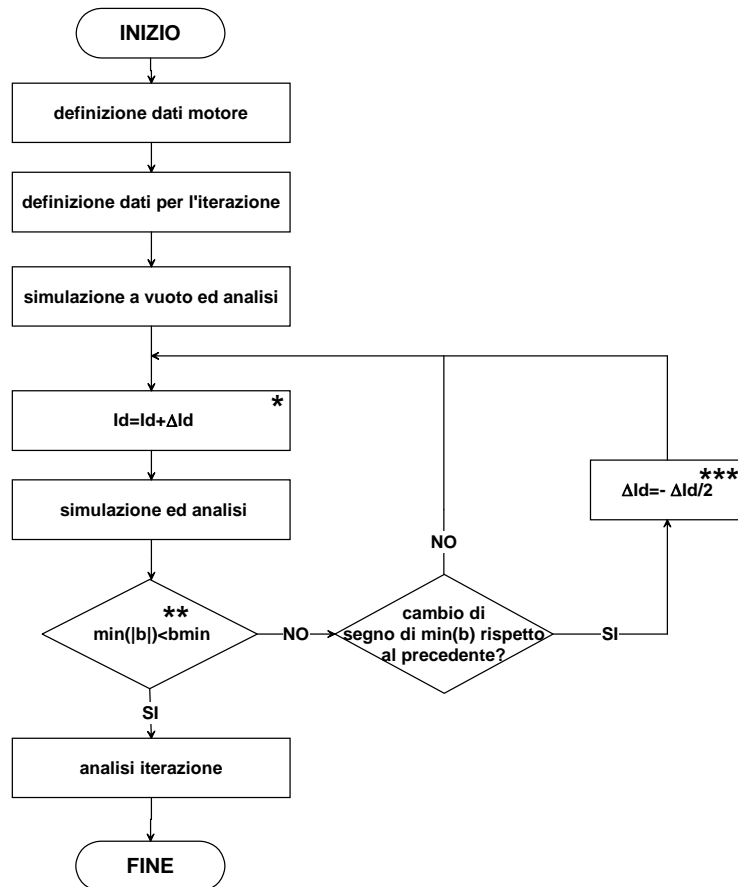 INIZIO
definizione dati motore
definizione dati per l'iterazione
simulazione a vuoto ed analisi
*
Id=Id+ΔId
simulazione ed analisi
***
ΔId=- ΔId/2
NO
**
min(|b|)<bmin
NO
cambio di
segno di min(b) rispetto
al precedente?
SI
SI
analisi iterazione
FINE